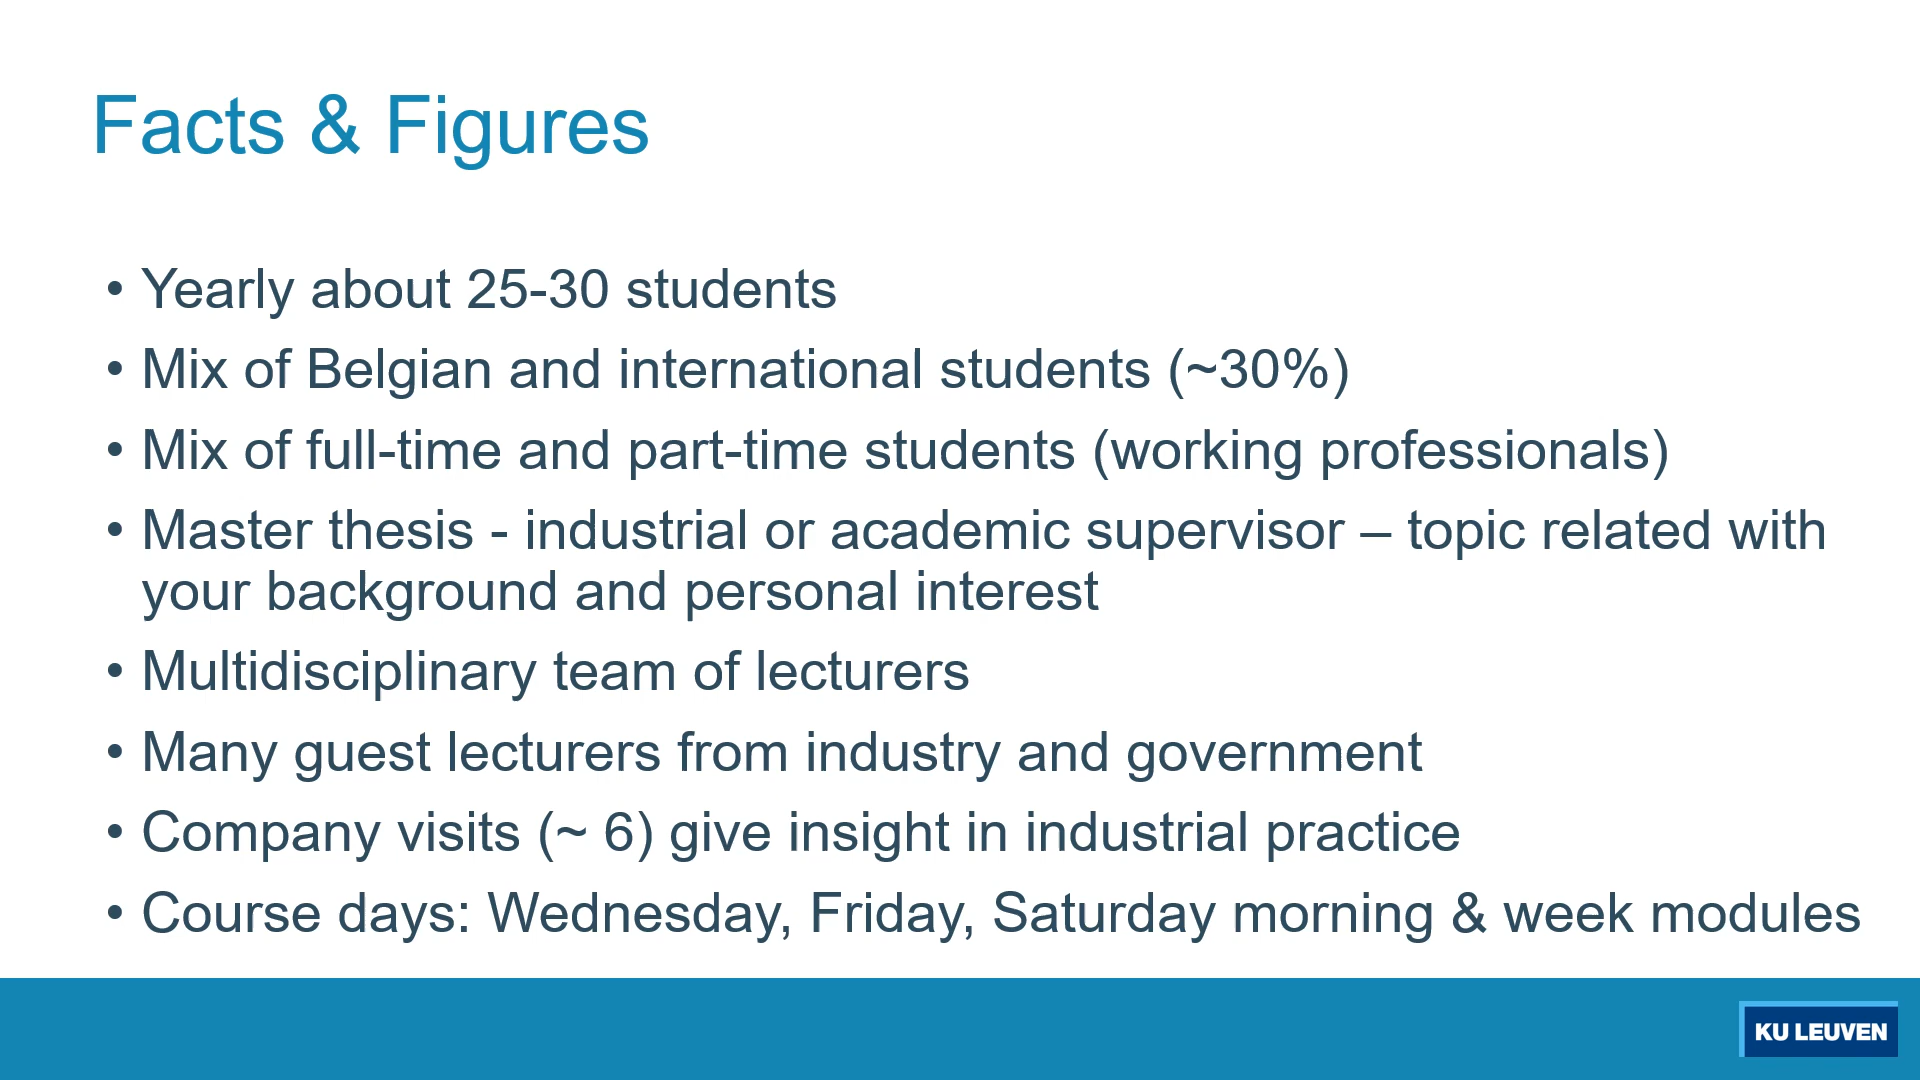 Facts & Figures
• Yearly about 25-30 students
• Mix of Belgian and international students (~30%)
• Mix of full-time and part-time students (working professionals)
• Master thesis - industrial or academic supervisor – topic related with
your background and personal interest
• Multidisciplinary team of lecturers
• Many guest lecturers from industry and government
• Company visits (~ 6) give insight in industrial practice
• Course days: Wednesday, Friday, Saturday morning & week modules
KU LEUVEN